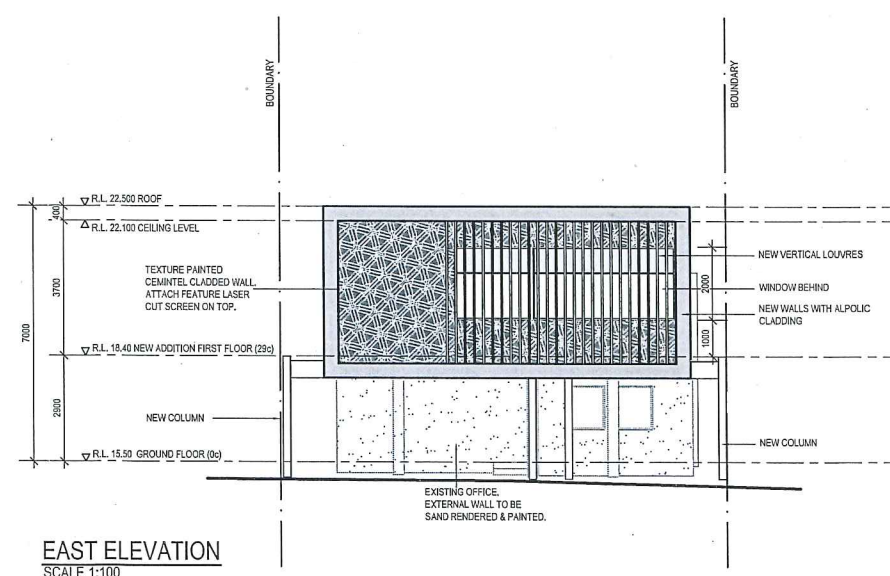 BOUNDARY
BOUNDARY
R.L. 22.500 ROOF
400
R.L. 22.100 CEILING LEVEL
NEW VERTICAL LOUVRES
TEXTURE PAINTED
CEMINTEL CLADDED WALL.
ATTACH FEATURE LASER
CUT SCREEN ON TOP.
3700
2000
WINDOW BEHIND
NEW WALLS WITH ALPOLIC
CLADDING
7000
1000
R.L. 18.40 NEW ADDITION FIRST FLOOR (29c)
2900
NEW COLUMN
NEW COLUMN
R.L. 15.50 GROUND FLOOR (0c)
EXISTING OFFICE.
EXTERNAL WALL TO BE
SAND RENDERED & PAINTED.
EAST ELEVATION
SCALE 1:100